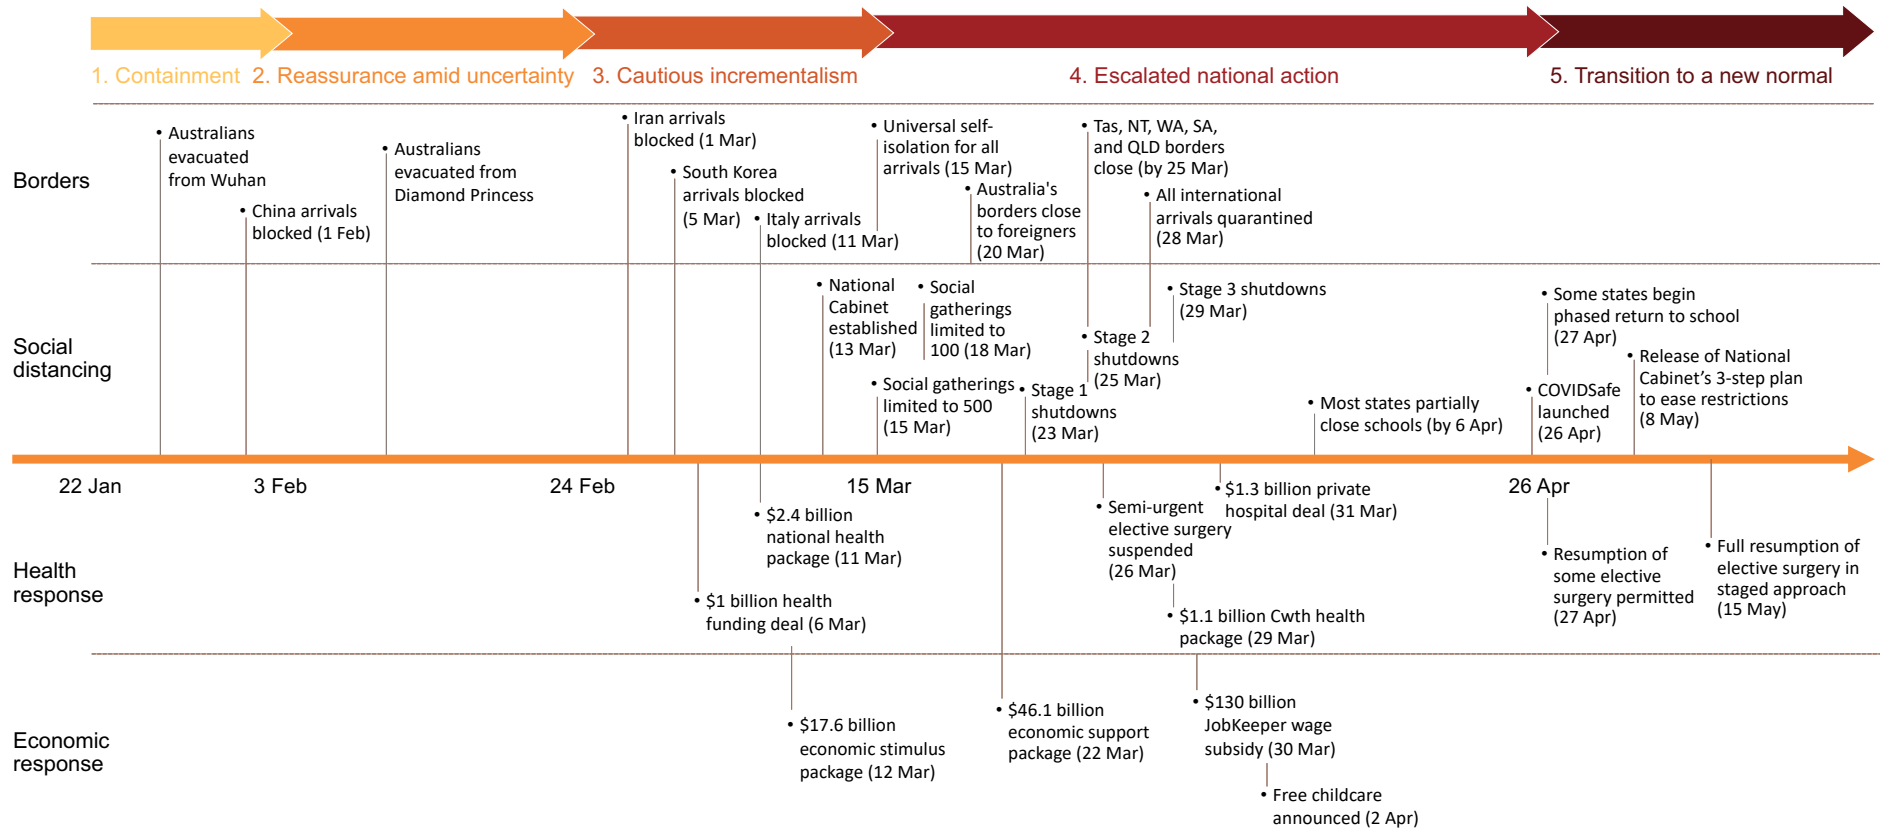 1. Containment
2. Reassurance amid uncertainty
3. Cautious incrementalism
4. Escalated national action
5. Transition to a new normal
Borders
• Australians
evacuated
from Wuhan
• China arrivals
blocked (1 Feb)
• Australians
evacuated from
Diamond Princess
• Iran arrivals
blocked (1 Mar)
• South Korea
arrivals blocked
(5 Mar)
• Italy arrivals
blocked (11 Mar)
• Universal self-
isolation for all
arrivals (15 Mar)
• Australia's
borders close
to foreigners
(20 Mar)
• Tas, NT, WA, SA,
and QLD borders
close (by 25 Mar)
• All international
arrivals quarantined
(28 Mar)
Social
distancing
• National
Cabinet
established
(13 Mar)
• Social
gatherings
limited to
100 (18 Mar)
• Social gatherings
limited to 500
(15 Mar)
• Stage 1
shutdowns
(23 Mar)
• Stage 2
shutdowns
(25 Mar)
• Stage 3 shutdowns
(29 Mar)
• Most states partially
close schools (by 6 Apr)
• Some states begin
phased return to school
(27 Apr)
• COVIDSafe
launched
(26 Apr)
• Release of National
Cabinet’s 3-step plan
to ease restrictions
(8 May)
22 Jan
3 Feb
24 Feb
15 Mar
26 Apr
Health
response
• $1 billion health
funding deal (6 Mar)
• $2.4 billion
national health
package (11 Mar)
• Semi-urgent
elective surgery
suspended
(26 Mar)
• $1.3 billion private
hospital deal (31 Mar)
• $1.1 billion Cwth health
package (29 Mar)
• Resumption of
some elective
surgery permitted
(27 Apr)
• Full resumption of
elective surgery in
staged approach
(15 May)
Economic
response
• $17.6 billion
economic stimulus
package (12 Mar)
• $46.1 billion
economic support
package (22 Mar)
• $130 billion
JobKeeper wage
subsidy (30 Mar)
• Free childcare
announced (2 Apr)